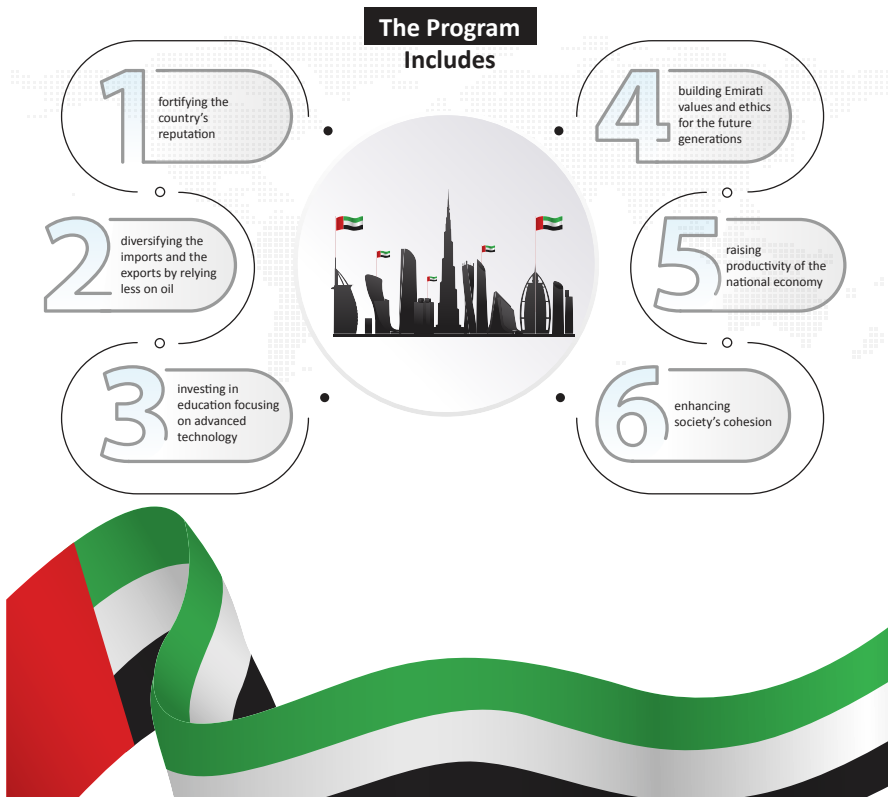 The Program
Includes
1
fortifying the
country's
reputation
2
diversifying the
imports and the
exports by relying
less on oil
3
investing in
education focusing
on advanced
technology
4
building Emirati
values and ethics
for the future
generations
5
raising
productivity of the
national economy
6
enhancing
society's cohesion